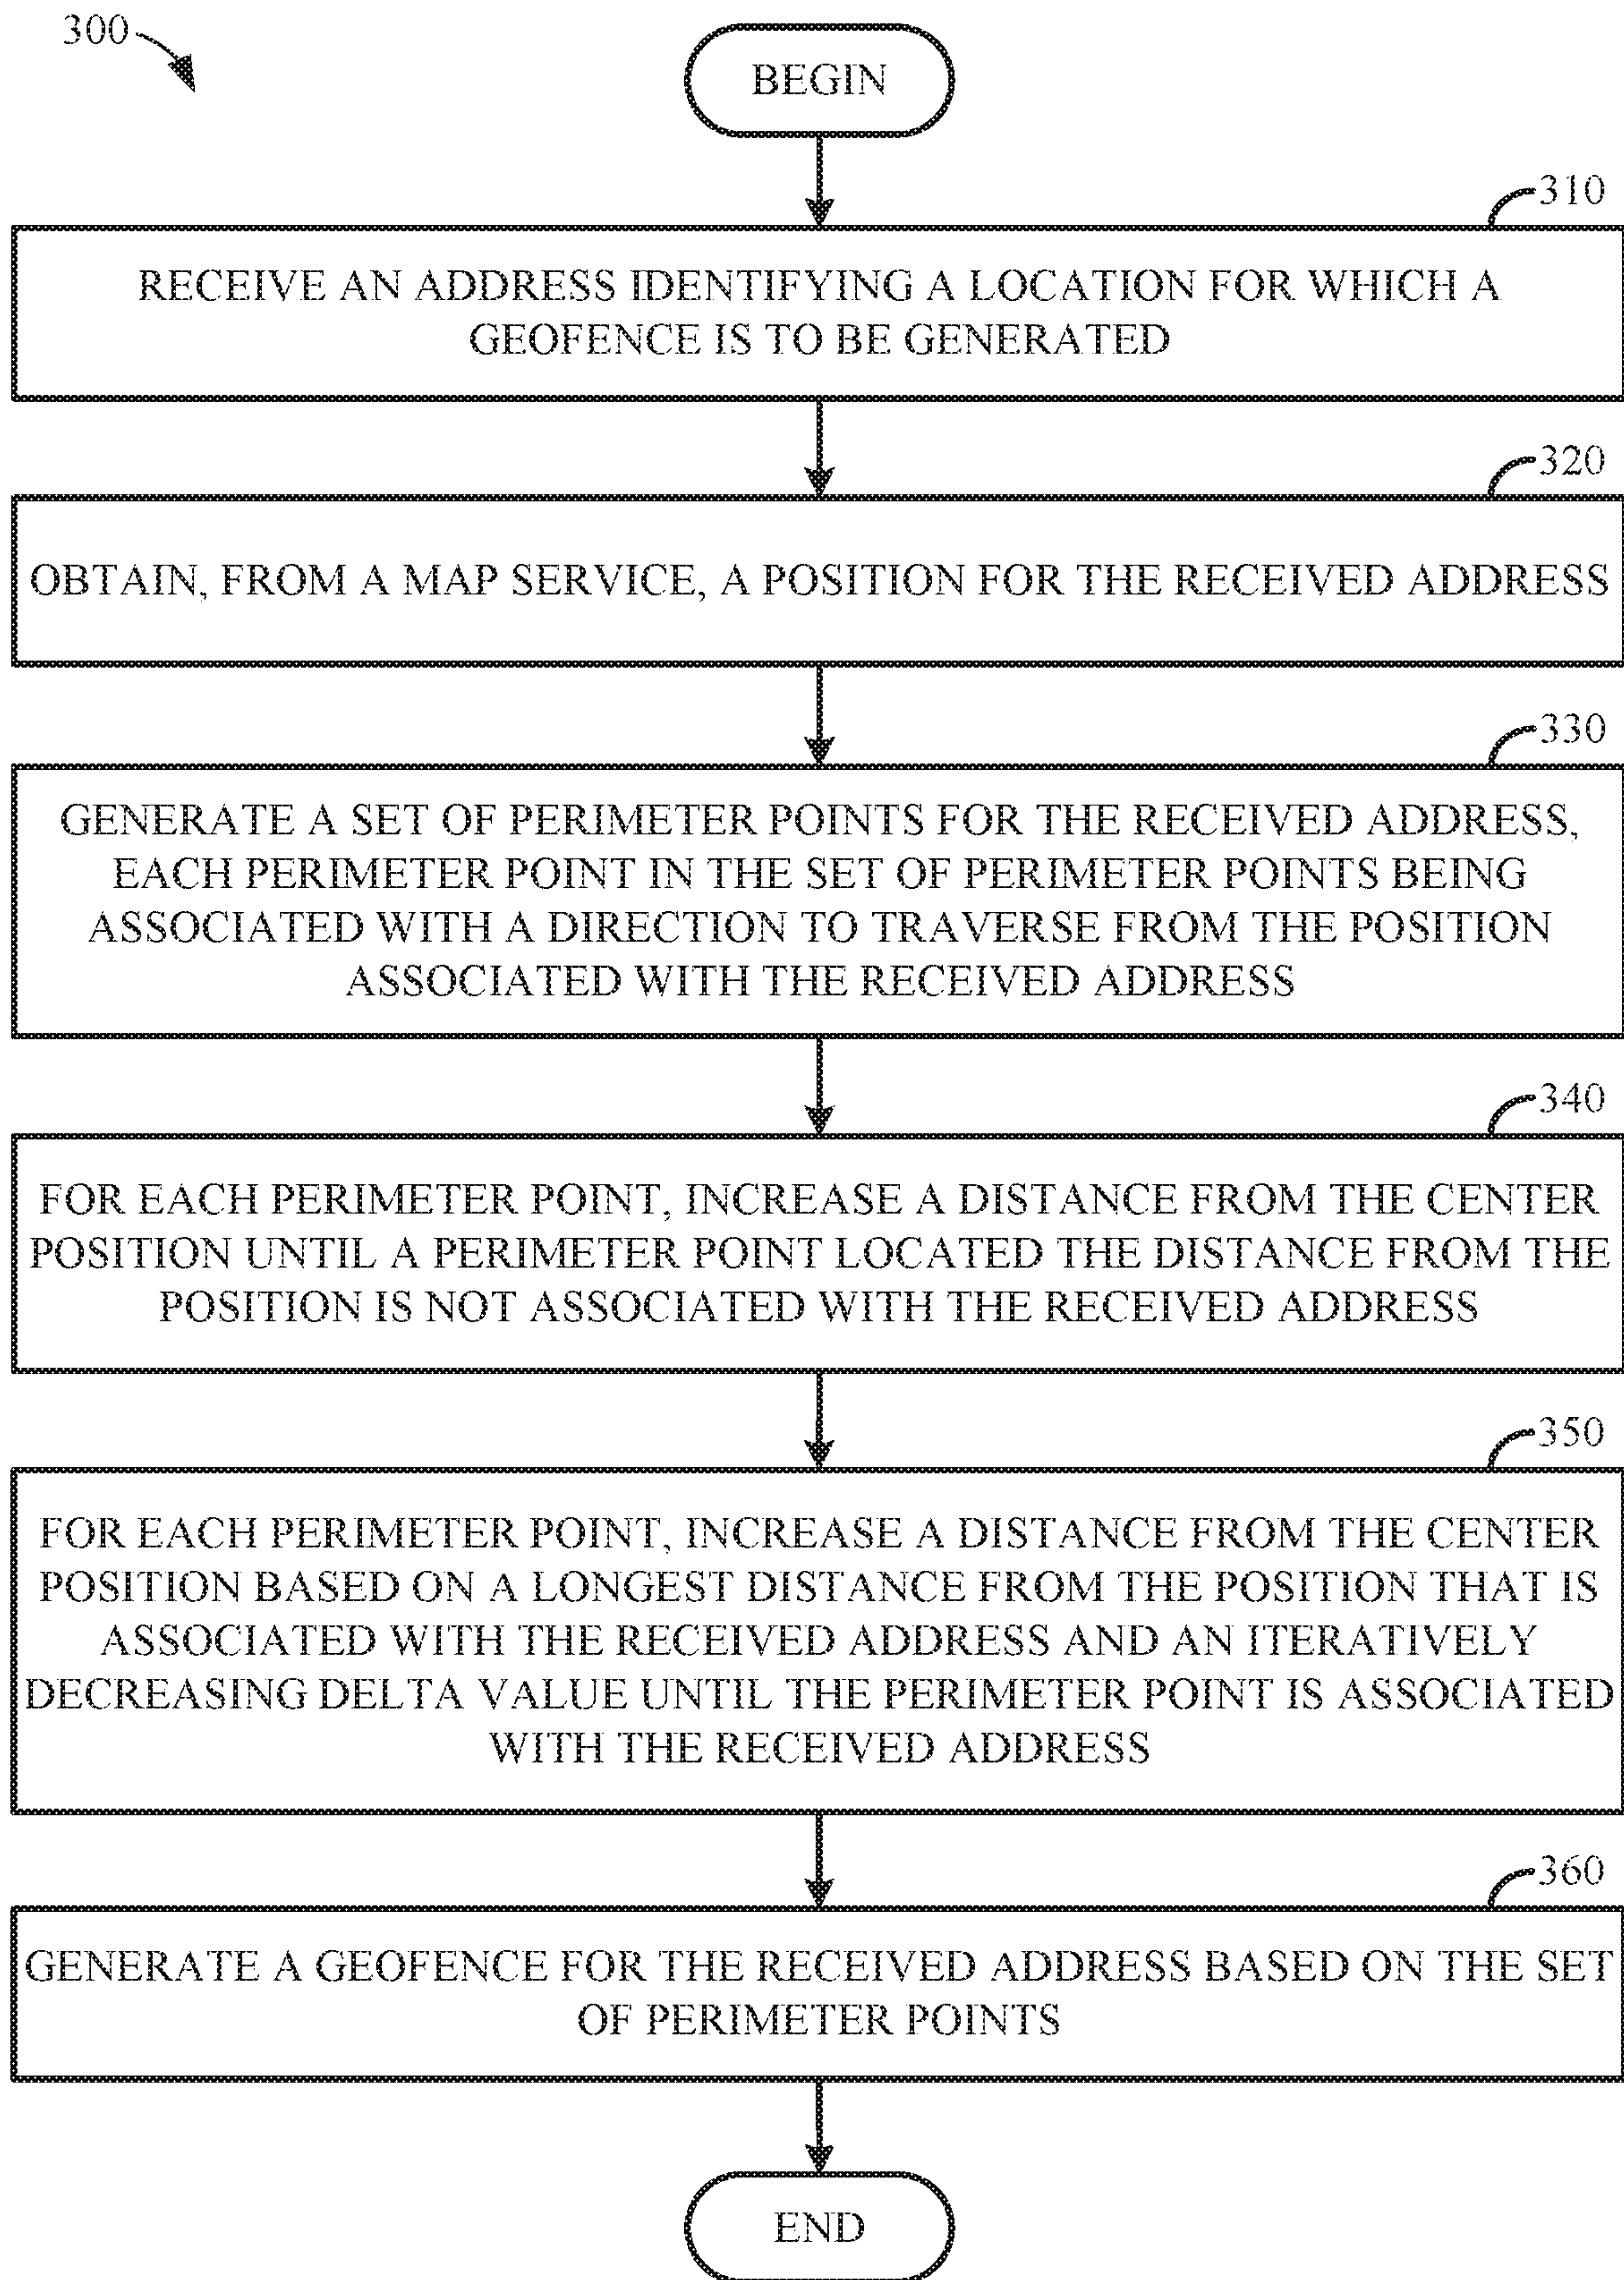 300
BEGIN
310
RECEIVE AN ADDRESS IDENTIFYING A LOCATION FOR WHICH A
GEOFENCE IS TO BE GENERATED
320
OBTAIN, FROM A MAP SERVICE, A POSITION FOR THE RECEIVED ADDRESS
330
GENERATE A SET OF PERIMETER POINTS FOR THE RECEIVED ADDRESS,
EACH PERIMETER POINT IN THE SET OF PERIMETER POINTS BEING
ASSOCIATED WITH A DIRECTION TO TRAVERSE FROM THE POSITION
ASSOCIATED WITH THE RECEIVED ADDRESS
340
FOR EACH PERIMETER POINT, INCREASE A DISTANCE FROM THE CENTER
POSITION UNTIL A PERIMETER POINT LOCATED THE DISTANCE FROM THE
POSITION IS NOT ASSOCIATED WITH THE RECEIVED ADDRESS
350
FOR EACH PERIMETER POINT, INCREASE A DISTANCE FROM THE CENTER
POSITION BASED ON A LONGEST DISTANCE FROM THE POSITION THAT IS
ASSOCIATED WITH THE RECEIVED ADDRESS AND AN ITERATIVELY
DECREASING DELTA VALUE UNTIL THE PERIMETER POINT IS ASSOCIATED
WITH THE RECEIVED ADDRESS
360
GENERATE A GEOFENCE FOR THE RECEIVED ADDRESS BASED ON THE SET
OF PERIMETER POINTS
END